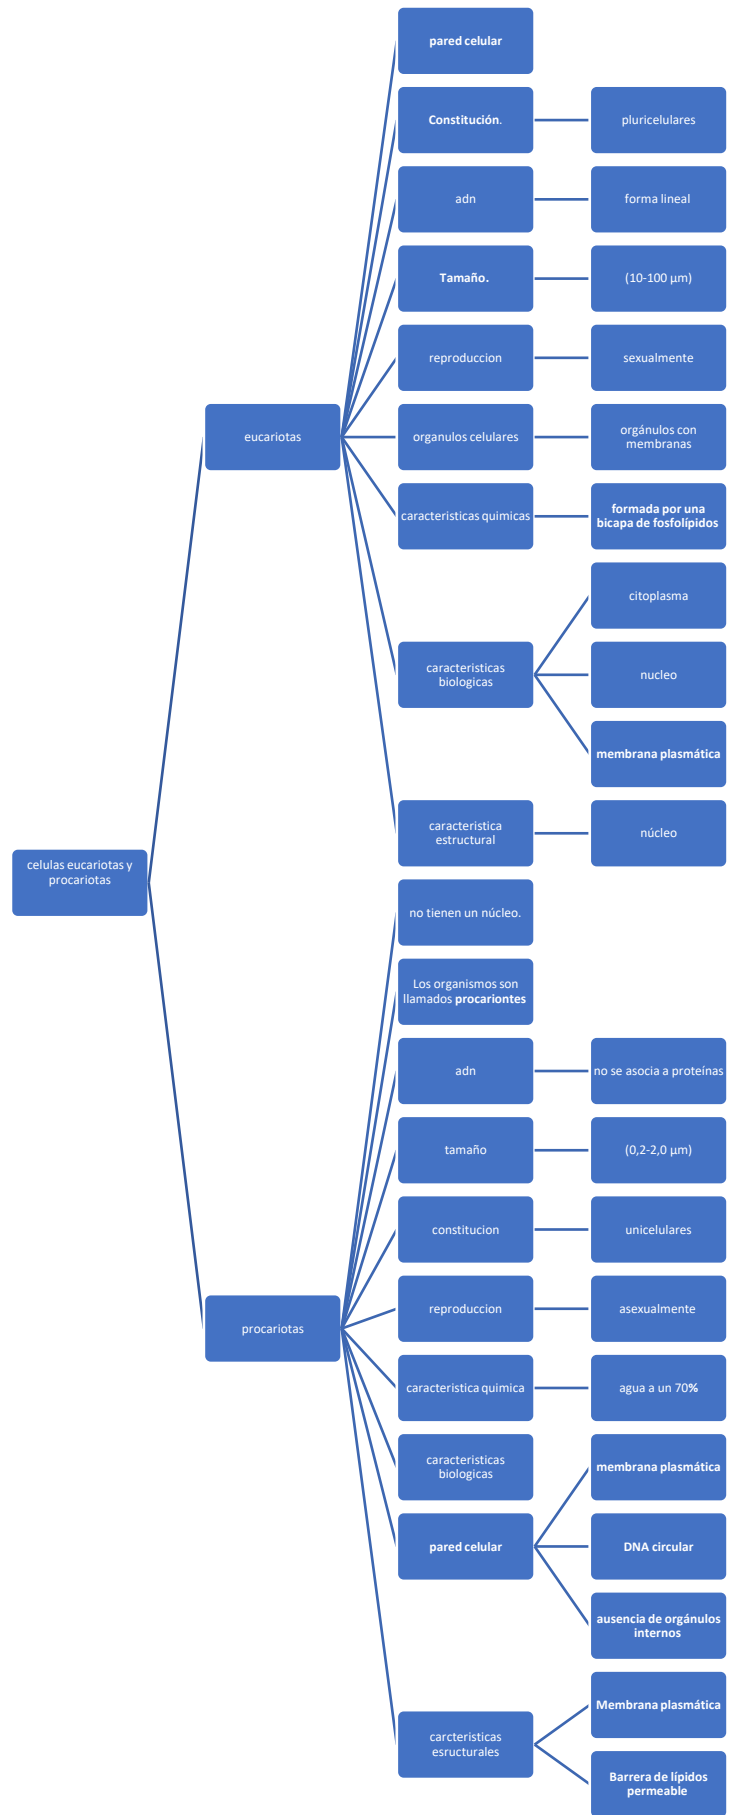 pared celular
Constitución.
pluricelulares
adn
forma lineal
Tamaño.
(10-100 µm)
reproduccion
sexualmente
eucariotas
organulos celulares
orgánulos con
membranas
caracteristicas quimicas
formada por una
bicapa de fosfolípidos
citoplasma
caracteristicas
biologicas
nucleo
membrana plasmática
caracteristica
estructural
núcleo
celulas eucariotas y
procariotas
no tienen un núcleo.
Los organismos son
llamados procariontes
adn
no se asocia a proteínas
tamaño
(0,2-2,0 µm)
constitucion
unicelulares
reproduccion
asexualmente
procariotas
caracteristica quimica
agua a un 70%
caracteristicas
biologicas
membrana plasmática
pared celular
DNA circular
ausencia de orgánulos
internos
carcteristicas
esructurales
Membrana plasmática
Barrera de lípidos
permeable